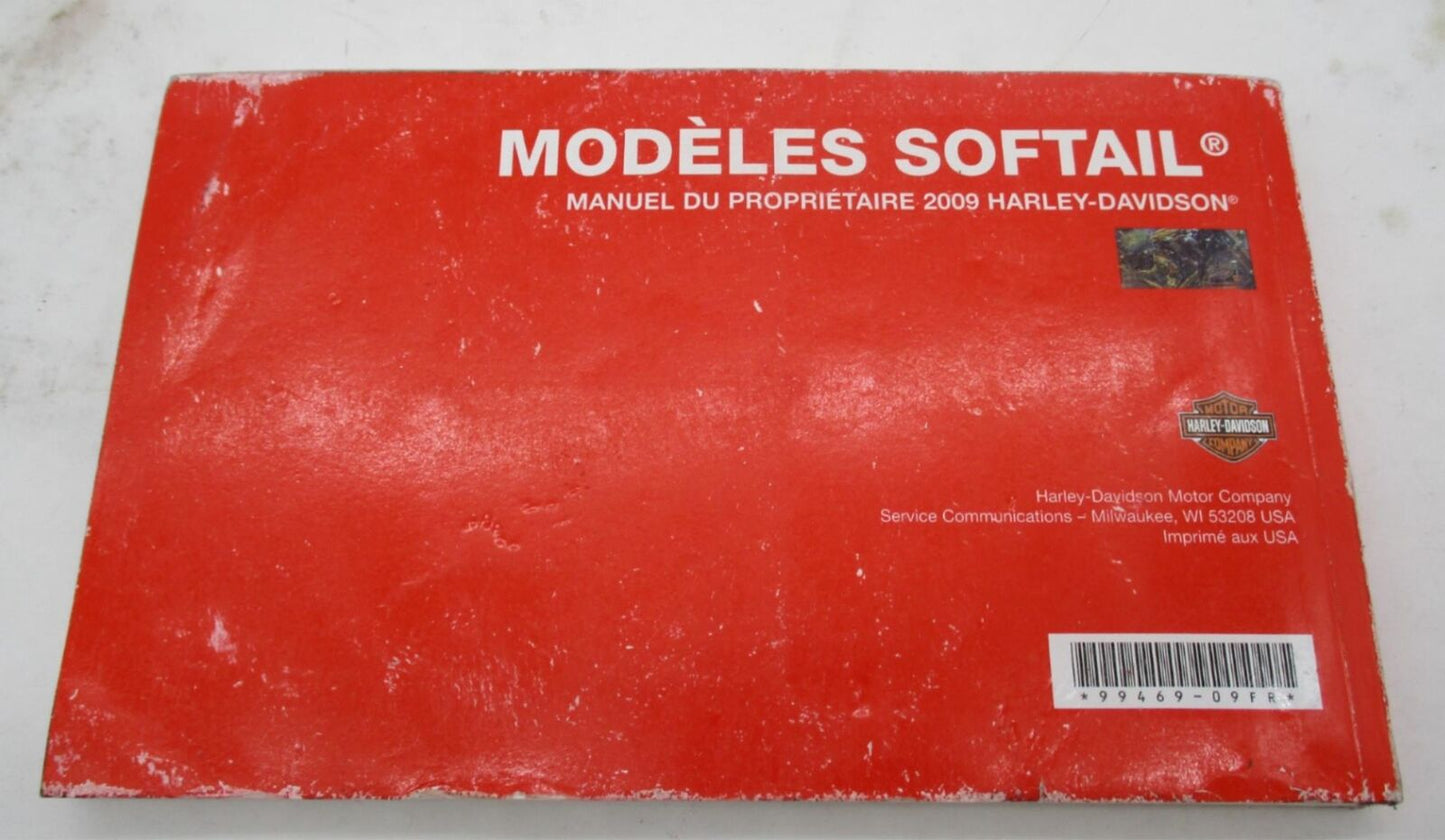 MODÈLES SOFTAIL®
MANUEL DU PROPRIÉTAIRE 2009 HARLEY-DAVIDSON®
MOTOR
HARLEY-DAVIDSON
COMPANY
Harley-Davidson Motor Company
Service Communications – Milwaukee, WI 53208 USA
Imprimé aux USA
*99469-09FR*